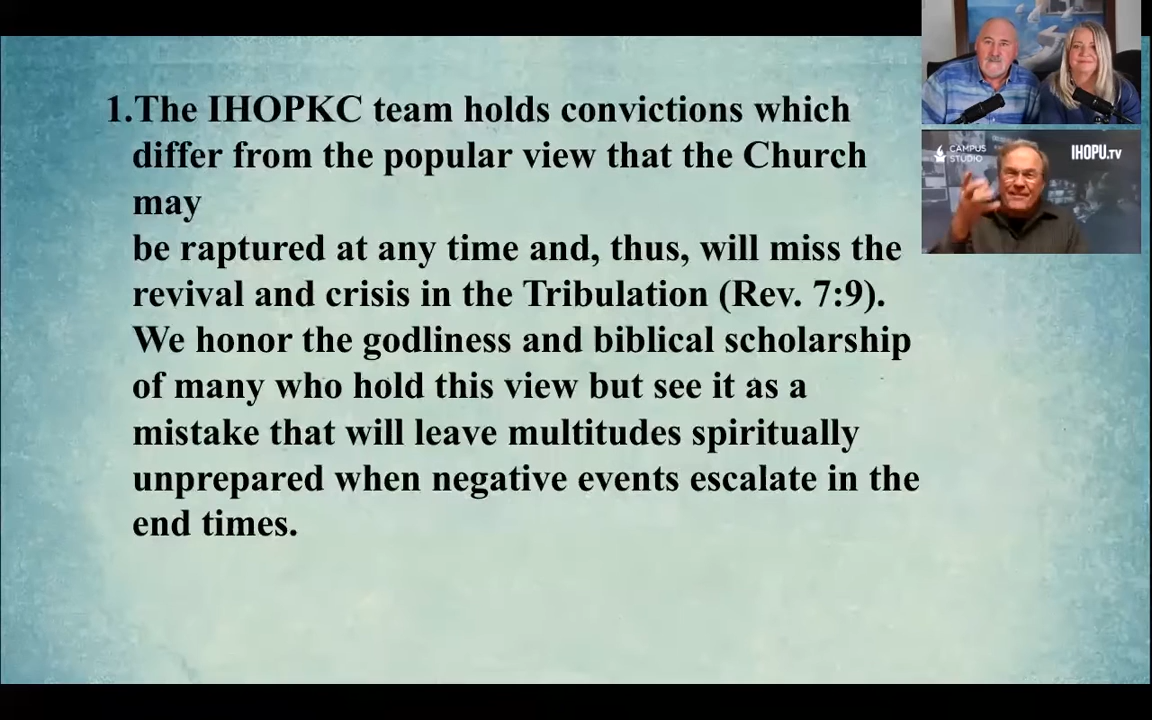 1.The IHOPKC team holds convictions which
differ from the popular view that the Church
may
be raptured at any time and, thus, will miss the
revival and crisis in the Tribulation (Rev. 7:9).
We honor the godliness and biblical scholarship
of many who hold this view but see it as a
mistake that will leave multitudes spiritually
unprepared when negative events escalate in the
end times.
CAMPUS
STUDIO
IHOPU.TV